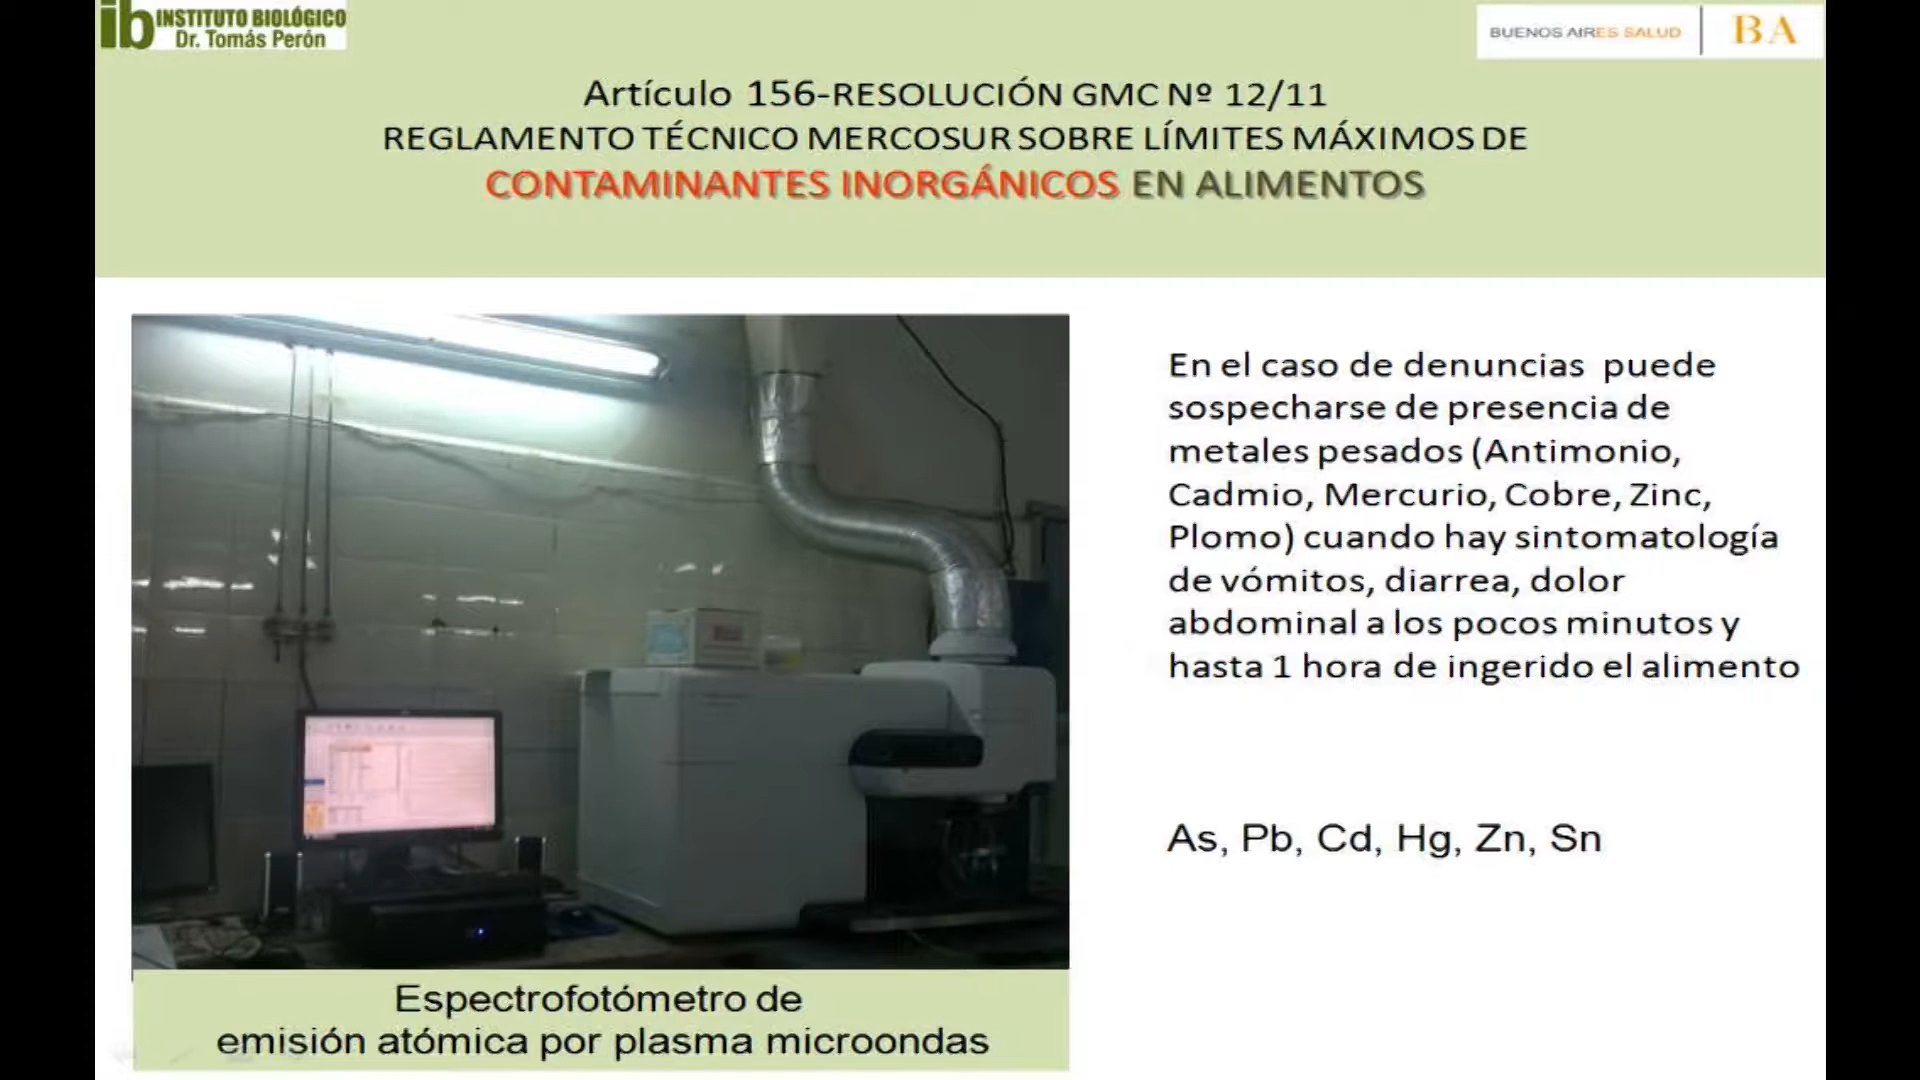 ib INSTITUTO BIOLÓGICO
Dr. Tomás Perón
BUENOS AIRES SALUD BA
Artículo 156-RESOLUCIÓN GMC Nº 12/11
REGLAMENTO TÉCNICO MERCOSUR SOBRE LÍMITES MÁXIMOS DE
CONTAMINANTES INORGÁNICOS EN ALIMENTOS
En el caso de denuncias puede
sospecharse de presencia de
metales pesados (Antimonio,
Cadmio, Mercurio, Cobre, Zinc,
Plomo) cuando hay sintomatología
de vómitos, diarrea, dolor
abdominal a los pocos minutos y
hasta 1 hora de ingerido el alimento
As, Pb, Cd, Hg, Zn, Sn
Espectrofotómetro de
emisión atómica por plasma microondas